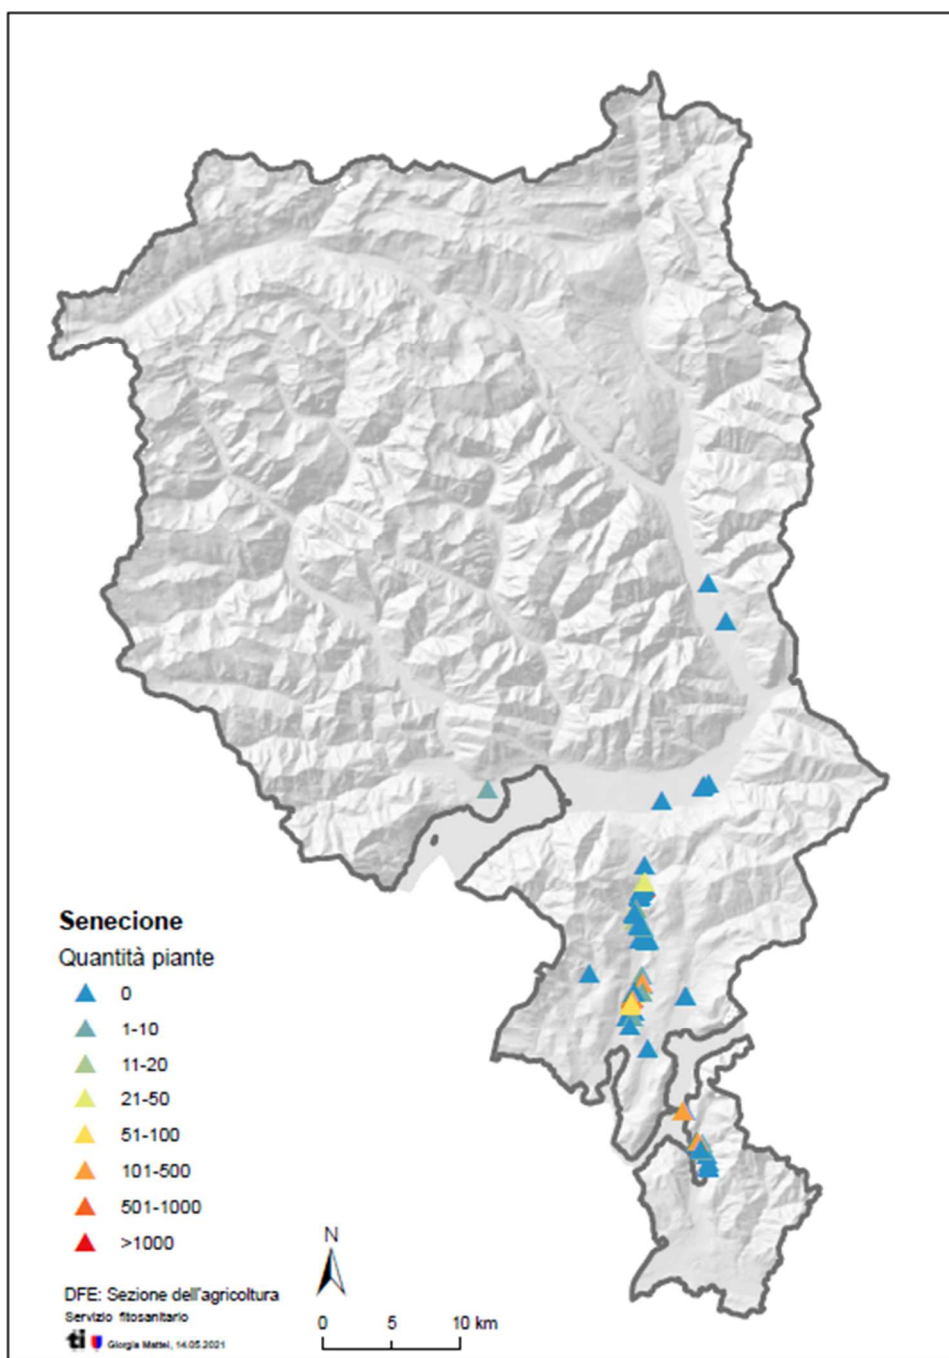 Senecione
Quantità piante
0
1-10
11-20
21-50
51-100
101-500
501-1000
>1000
N
0 5 10 km
DFE: Sezione dell'agricoltura
Servizio fitosanitario
ti Giorgia Mattei, 14.05.2021